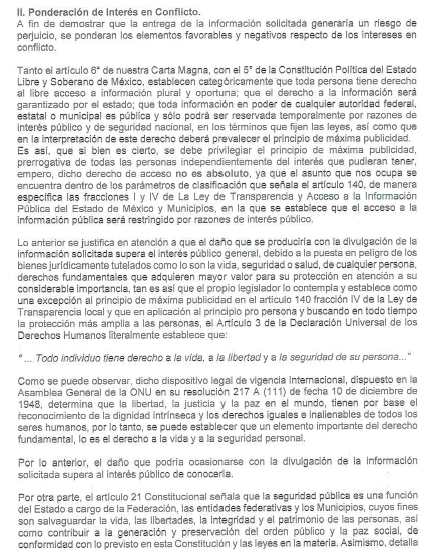 II. Ponderación de Interés en Conflicto.
A fin de demostrar que la entrega de la información solicitada generaría un riesgo de
perjuicio, se ponderan los elementos favorables y negativos respecto de los intereses en
conflicto.
Tanto el artículo 6° de nuestra Carta Magna, con el 5° de la Constitución Política del Estado
Libre y Soberano de México, establecen categóricamente que toda persona tiene derecho
al libre acceso a información plural y oportuna; que el derecho a la información será
garantizado por el estado; que toda información en poder de cualquier autoridad federal,
estatal o municipal es pública y sólo podrá ser reservada temporalmente por razones de
interés público y de seguridad nacional, en los términos que fijen las leyes, así como que
en la interpretación de este derecho deberá prevalecer el principio de máxima publicidad.
Es así, que si bien es cierto, se debe privilegiar el principio de máxima publicidad,
prerrogativa de todas las personas independientemente del interés que pudieran tener,
empero, dicho derecho de acceso no es absoluto, ya que el asunto que nos ocupa se
encuentra dentro de los parámetros de clasificación que señala el artículo 140, de manera
específica las fracciones I y IV de La Ley de Transparencia y Acceso a la Información
Pública del Estado de México y Municipios, en la que se establece que el acceso a la
información pública será restringido por razones de interés público.
Lo anterior se justifica en atención a que el daño que se produciría con la divulgación de la
información solicitada supera el interés público general, debido a la puesta en peligro de los
bienes jurídicamente tutelados como lo son la vida, seguridad o salud, de cualquier persona,
derechos fundamentales que adquieren mayor valor para su protección en atención a su
considerable importancia, tan es así que el propio legislador lo contempla y establece como
una excepción al principio de máxima publicidad en el artículo 140 fracción IV de la Ley de
Transparencia local y que en aplicación al principio pro persona y buscando en todo tiempo
la protección más amplia a las personas, el Artículo 3 de la Declaración Universal de los
Derechos Humanos literalmente establece que:
"... Todo individuo tiene derecho a la vida, a la libertad y a la seguridad de su persona..."
Como se puede observar, dicho dispositivo legal de vigencia Internacional, dispuesto en la
Asamblea General de la ONU en su resolución 217 A (111) de fecha 10 de diciembre de
1948, determina que la libertad, la justicia y la paz en el mundo, tienen por base el
reconocimiento de la dignidad intrínseca y los derechos iguales e inalienables de todos los
seres humanos, por lo tanto, se puede establecer que un elemento importante del derecho
fundamental, lo es el derecho a la vida y a la seguridad personal.
Por lo anterior, el daño que podría ocasionarse con la divulgación de la información
solicitada supera al interés público de conocerla.
Por otra parte, el artículo 21 Constitucional señala que la seguridad pública es una función
del Estado a cargo de la Federación, las entidades federativas y los Municipios, cuyos fines
son salvaguardar la vida, las libertades, la integridad y el patrimonio de las personas, así
como contribuir a la generación y preservación del orden público y la paz social, de
conformidad con lo previsto en esta Constitución y las leyes en la materia. Asimismo, detalla